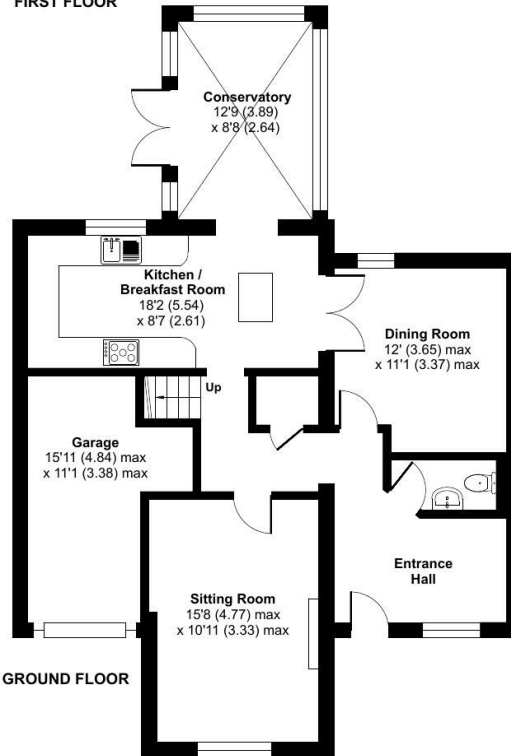 FIRST FLOOR
Conservatory
12'9 (3.89)
x 8'8 (2.64)
Kitchen /
Breakfast Room
18'2 (5.54)
x 8'7 (2.61)
Dining Room
12' (3.65) max
x 11'1 (3.37) max
Up
Garage
15'11 (4.84) max
x 11'1 (3.38) max
Entrance
Hall
Sitting Room
15'8 (4.77) max
x 10'11 (3.33) max
GROUND FLOOR